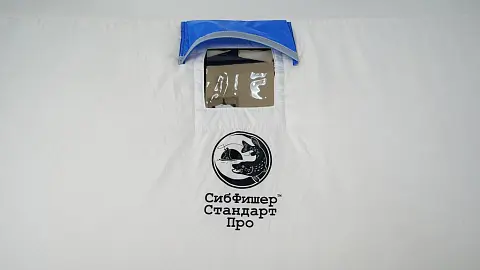 СибФишер™
Стандарт
Про